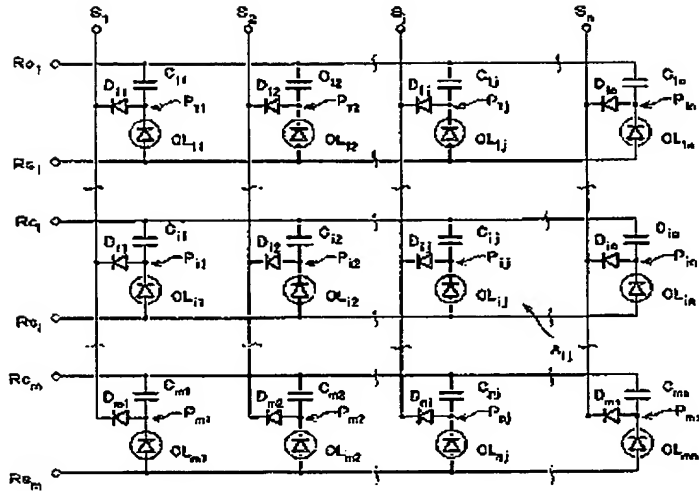 S1 S2 Sj Sn
Rc1 C11 C12 C1j C1n
D11 P11 D12 P12 D1j P1j D1n P1n
OL11 OL12 OL1j OL1n
Re1
Rci Ci1 Ci2 Cij Cin
Di1 Pi1 Di2 Pi2 Dij Pij Din Pin
OLi1 OLi2 OLij OLin
Rei
Aij
Rcm Cm1 Cm2 Cmj Cmn
Dm1 Pm1 Dm2 Pm2 Dmj Pmj Dmn Pmn
OLm1 OLm2 OLmj OLmn
Rem